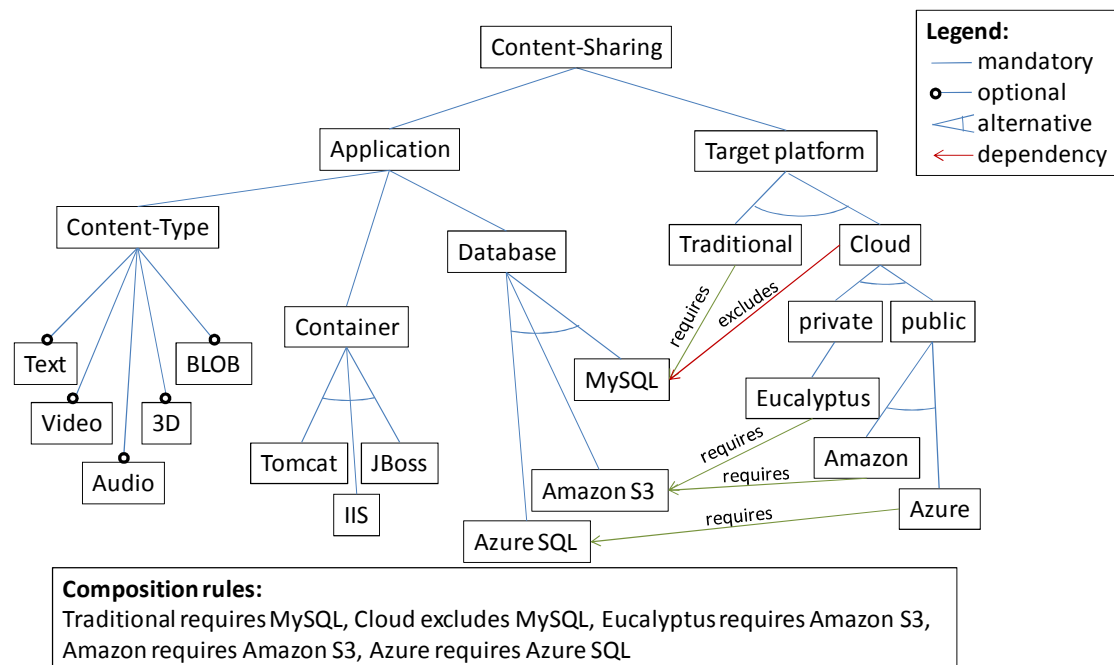 Content-Sharing
Legend:
mandatory
optional
alternative
dependency
Application
Target platform
Content-Type
Database
Traditional
Cloud
requires
excludes
Container
private
public
Text
BLOB
MySQL
Video
3D
Eucalyptus
Audio
Tomcat
JBoss
IIS
Amazon S3
requires
Amazon
requires
Azure SQL
requires
Azure
Composition rules:
Traditional requires MySQL, Cloud excludes MySQL, Eucalyptus requires Amazon S3,
Amazon requires Amazon S3, Azure requires Azure SQL